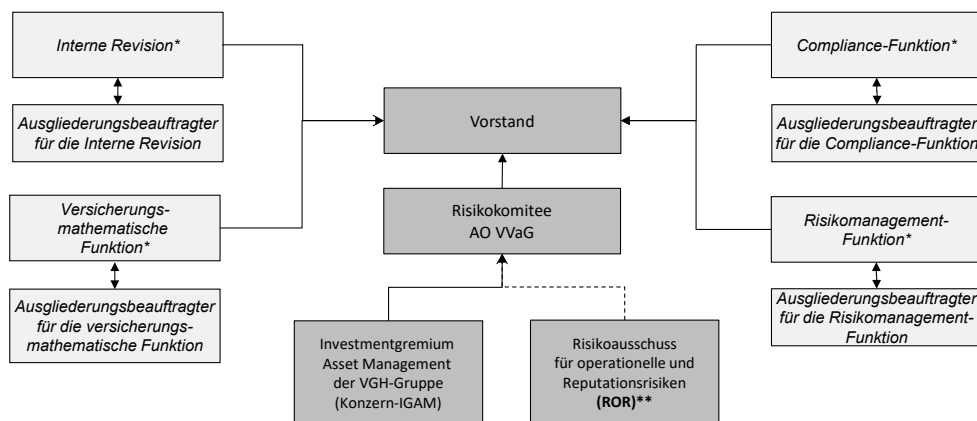 Interne Revision*
Ausgliederungsbeauftragter
für die Interne Revision
Versicherungs-
mathematische
Funktion*
Ausgliederungsbeauftragter
für die versicherungs-
mathematische Funktion
Vorstand
Risikokomitee
AO VVaG
Investmentgremium
Asset Management
der VGH-Gruppe
(Konzern-IGAM)
Risikoausschuss
für operationelle und
Reputationsrisiken
(ROR)**
Compliance-Funktion*
Ausgliederungsbeauftragter
für die Compliance-Funktion
Risikomanagement-
Funktion*
Ausgliederungsbeauftragter
für die Risikomanagement-
Funktion